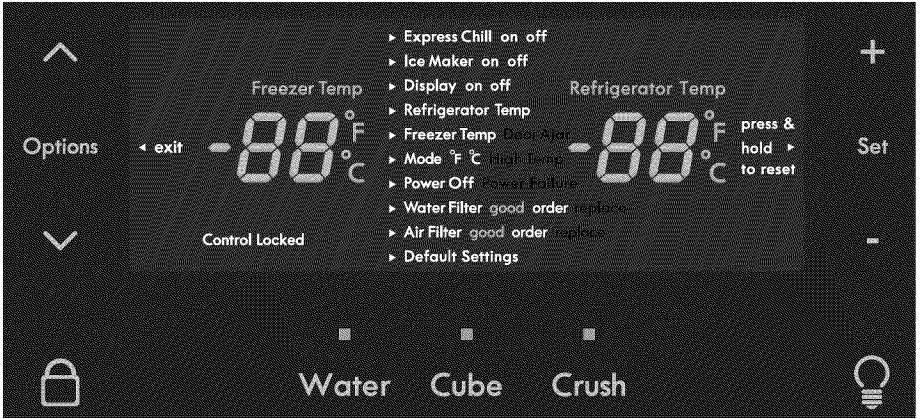 Express Chill on off
Ice Maker on off
Freezer Temp
Display on off
Refrigerator Temp
Refrigerator Temp
-88 °F °C
Freezer Temp Door Ajar
-88 °F °C
press &
hold
to reset
Options
exit
Mode °F °C High Temp
Set
Power Off Power Failure
Water Filter good order replace
Control Locked
Air Filter good order replace
Default Settings
+
-
Water
Cube
Crush